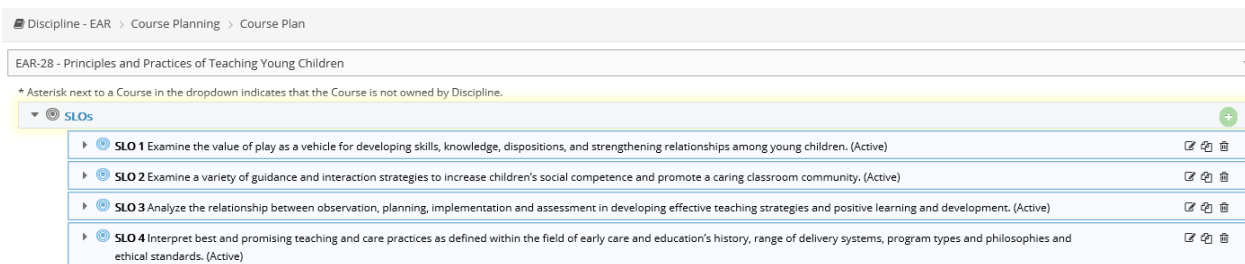 Discipline - EAR > Course Planning > Course Plan
EAR-28 - Principles and Practices of Teaching Young Children
* Asterisk next to a Course in the dropdown indicates that the Course is not owned by Discipline.
SLOs
SLO 1 Examine the value of play as a vehicle for developing skills, knowledge, dispositions, and strengthening relationships among young children. (Active)
SLO 2 Examine a variety of guidance and interaction strategies to increase children's social competence and promote a caring classroom community. (Active)
SLO 3 Analyze the relationship between observation, planning, implementation and assessment in developing effective teaching strategies and positive learning and development. (Active)
SLO 4 Interpret best and promising teaching and care practices as defined within the field of early care and education's history, range of delivery systems, program types and philosophies and
ethical standards. (Active)